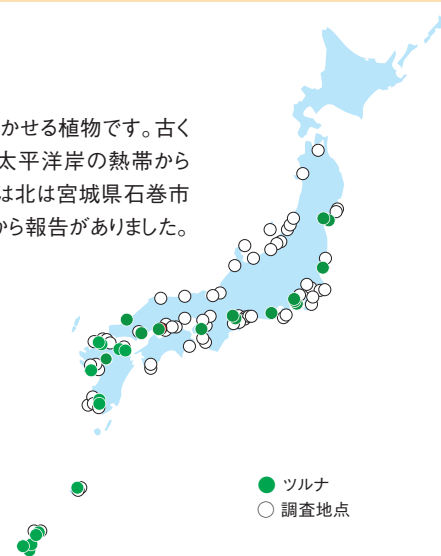 かせる植物です。古く
太平洋岸の熱帯から
は北は宮城県石巻市
から報告がありました。
ツルナ
調査地点